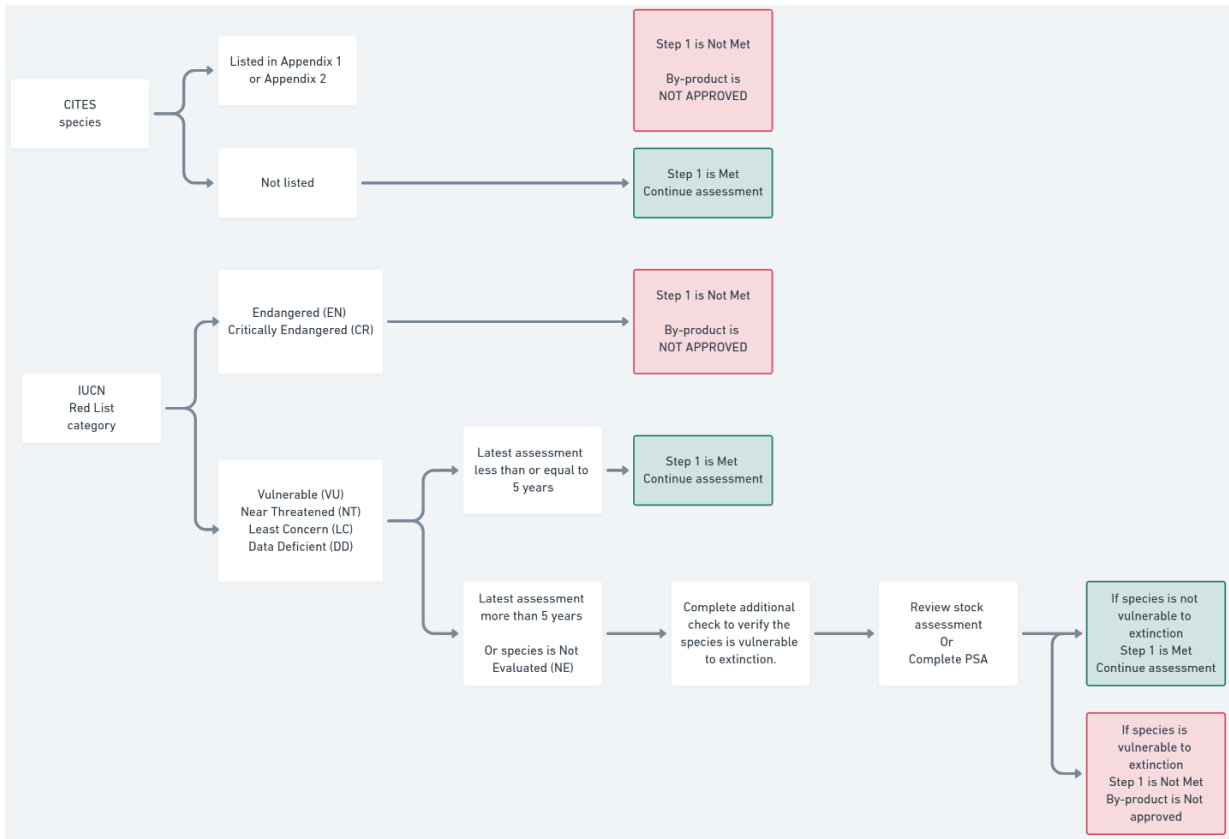 CITES
species
Listed in Appendix 1
or Appendix 2
Step 1 is Not Met
By-product is
NOT APPROVED
Not listed
Step 1 is Met
Continue assessment
IUCN
Red List
category
Endangered (EN)
Critically Endangered (CR)
Step 1 is Not Met
By-product is
NOT APPROVED
Vulnerable (VU)
Near Threatened (NT)
Least Concern (LC)
Data Deficient (DD)
Latest assessment
less than or equal to
5 years
Step 1 is Met
Continue assessment
Latest assessment
more than 5 years
Or species is Not
Evaluated (NE)
Complete additional
check to verify the
species is vulnerable
to extinction.
Review stock
assessment
Or
Complete PSA
If species is not
vulnerable to
extinction
Step 1 is Met
Continue assessment
If species is
vulnerable to
extinction
Step 1 is Not Met
By-product is Not
approved